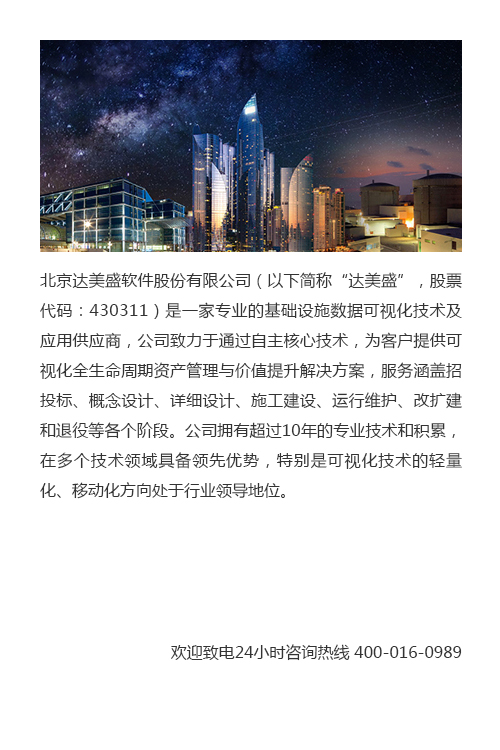 北京达美盛软件股份有限公司（以下简称“达美盛”，股票
代码：430311）是一家专业的基础设施数据可视化技术及
应用供应商，公司致力于通过自主核心技术，为客户提供可
视化全生命周期资产管理与价值提升解决方案，服务涵盖招
投标、概念设计、详细设计、施工建设、运行维护、改扩建
和退役等各个阶段。公司拥有超过10年的专业技术和积累，
在多个技术领域具备领先优势，特别是可视化技术的轻量
化、移动化方向处于行业领导地位。
欢迎致电24小时咨询热线 400-016-0989